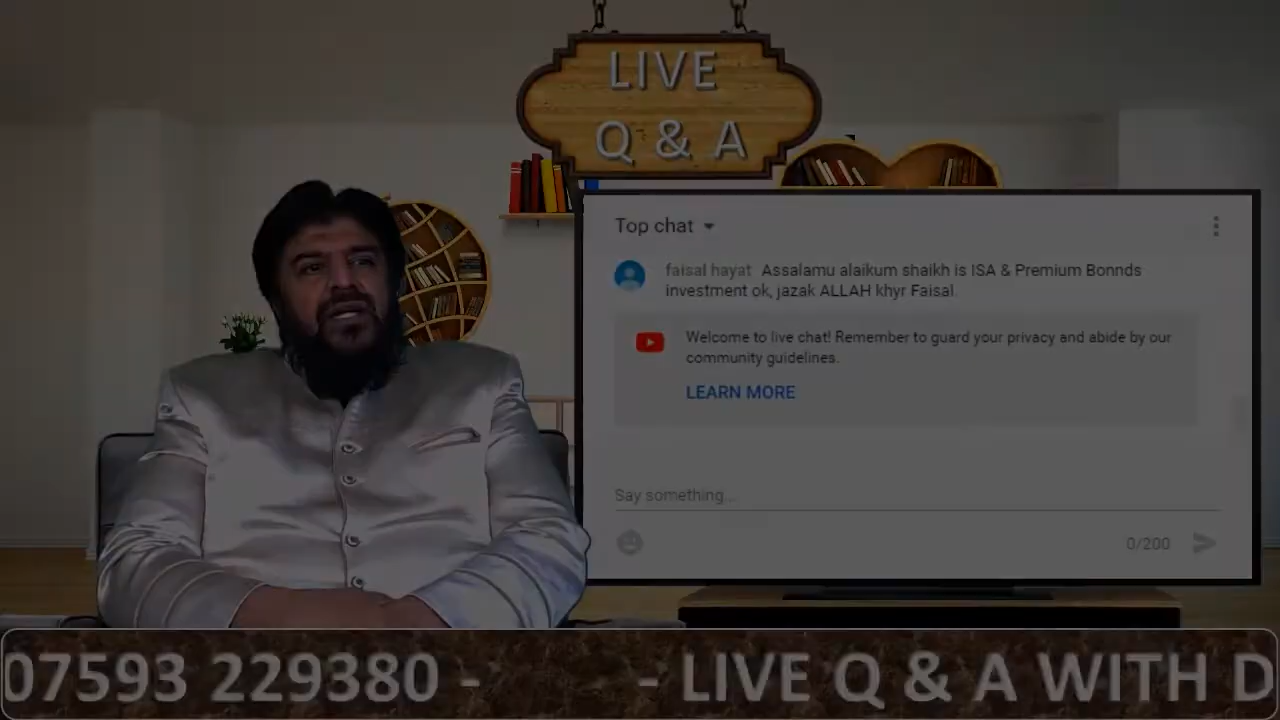 LIVE
Q & A
Top chat
faisal hayat Assalamu alaikum shaikh is ISA & Premium Bonnds
investment ok, jazak ALLAH khyr Faisal
Welcome to live chat! Remember to guard your privacy and abide by our
community guidelines.
LEARN MORE
Say something...
0/200
07593 229380 - - LIVE Q & A WITH D